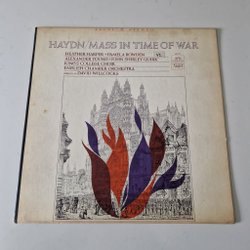 HAYDN/MASS IN TIME OF WAR
HEATHER HARPER • PAMELA BOWDEN
ALEXANDER YOUNG • JOHN SHIRLEY-QUIRK
KING'S COLLEGE CHOIR
ENGLISH CHAMBER ORCHESTRA
DAVID WILLCOCKS